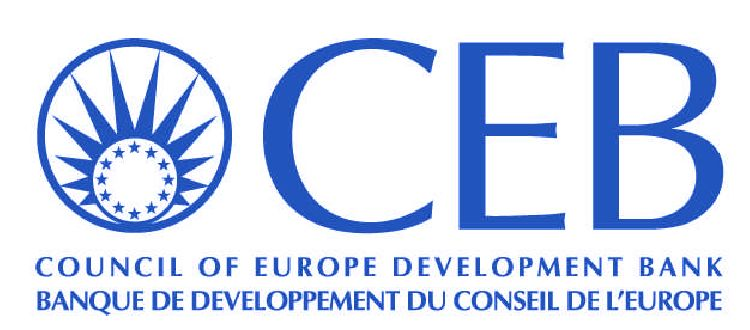 CEB
COUNCIL OF EUROPE DEVELOPMENT BANK
BANQUE DE DEVELOPPEMENT DU CONSEIL DE L'EUROPE